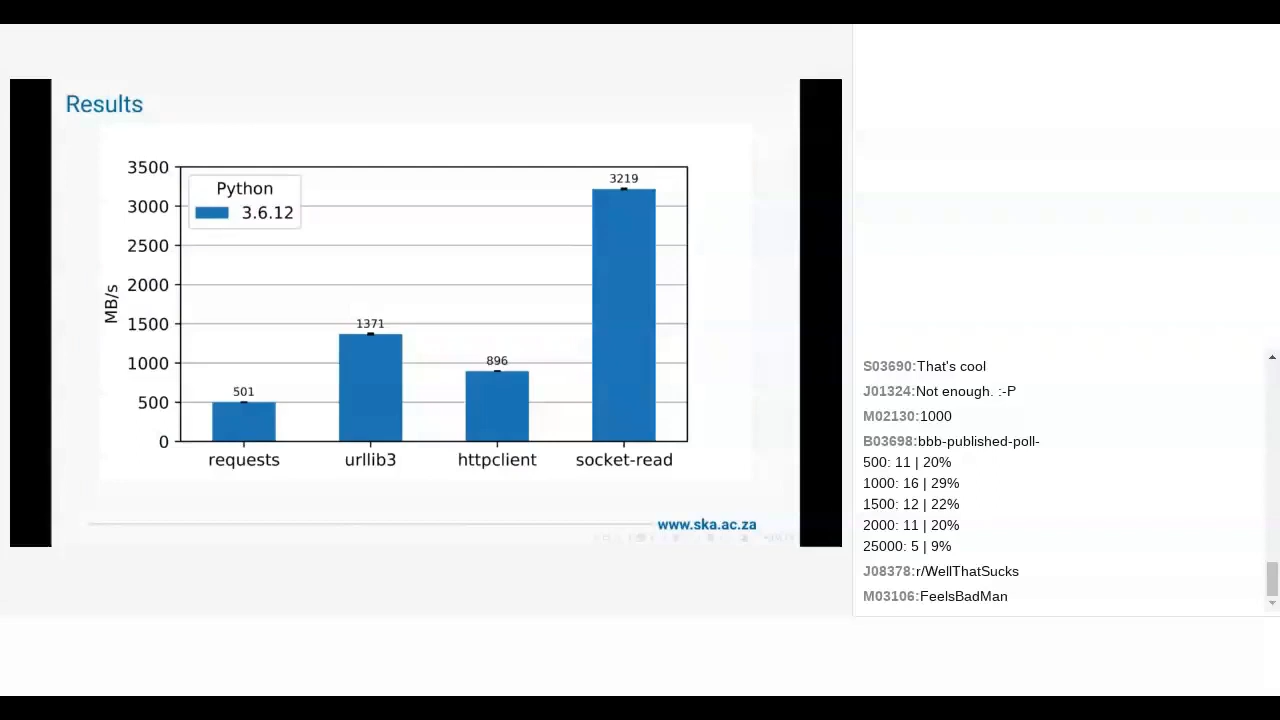 Results
3500
3000
2500
2000
1500
1000
500
0
MB/s
Python
3.6.12
501
1371
896
3219
requests
urllib3
httpclient
socket-read
www.ska.ac.za
S03690:That's cool
J01324:Not enough. :-P
M02130:1000
B03698:bbb-published-poll-
500: 11 | 20%
1000: 16 | 29%
1500: 12 | 22%
2000: 11 | 20%
25000: 5 | 9%
J08378:r/WellThatSucks
M03106:FeelsBadMan